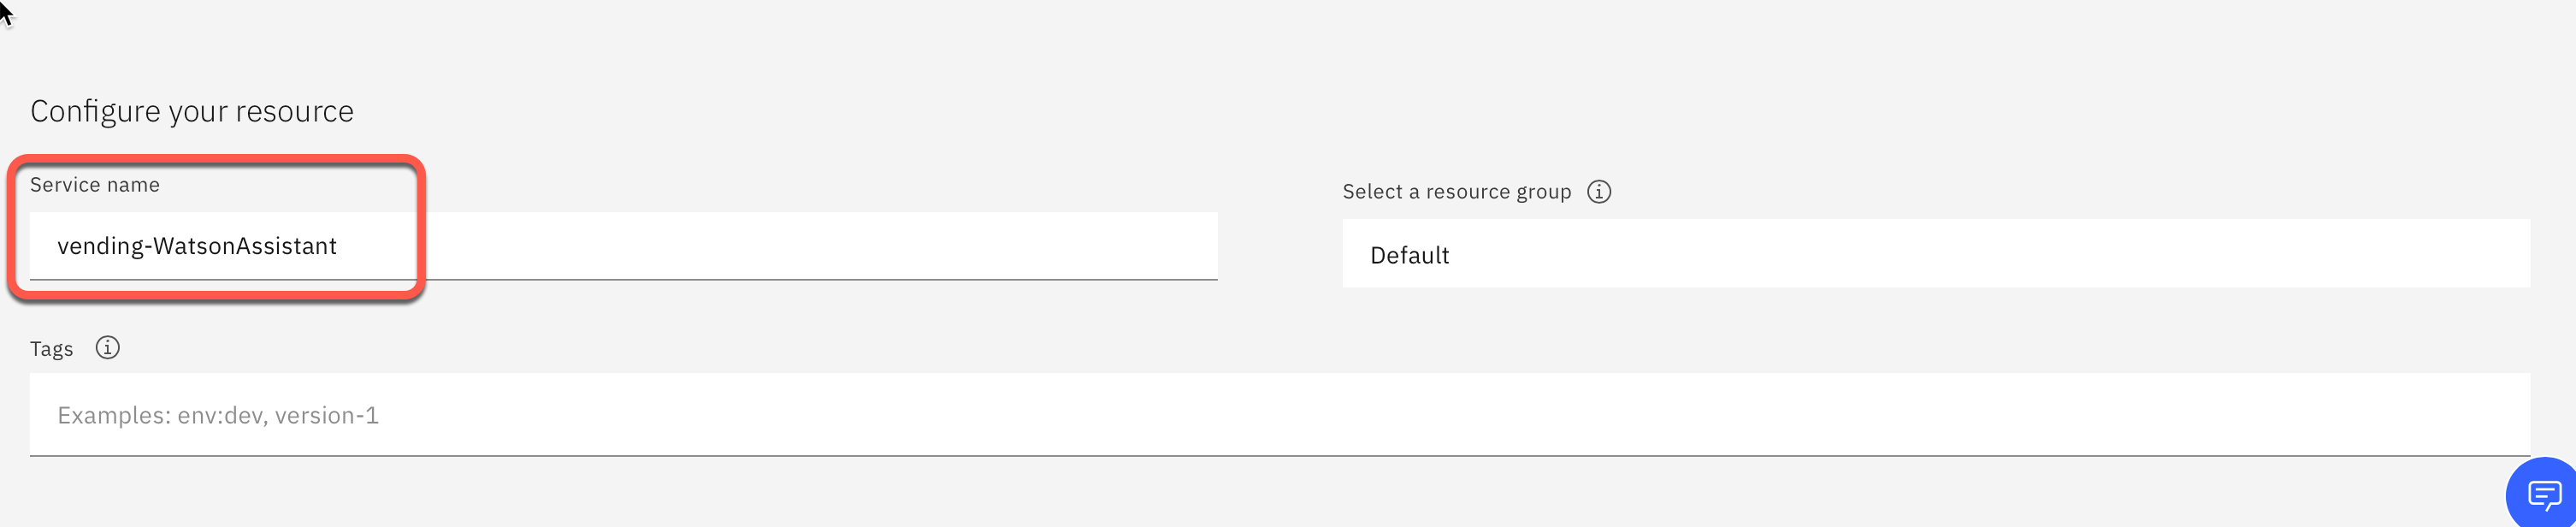 Configure your resource
Service name
vending-WatsonAssistant
Select a resource group
Default
Tags
Examples: env:dev, version-1